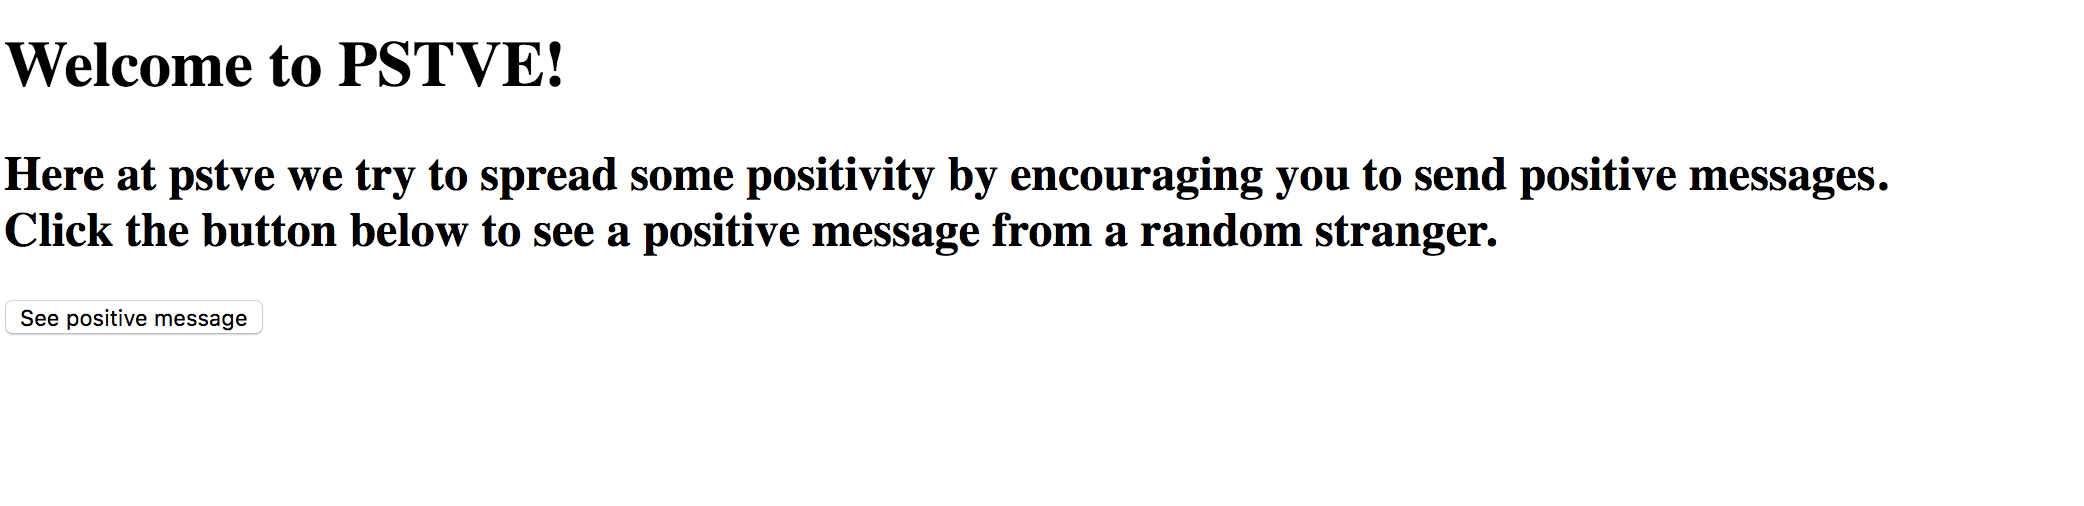 Welcome to PSTVE!
Here at pstve we try to spread some positivity by encouraging you to send positive messages.
Click the button below to see a positive message from a random stranger.
See positive message